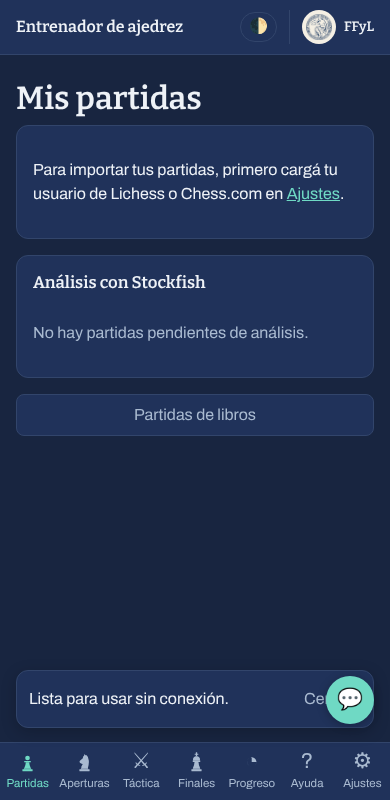 Entrenador de ajedrez
FFyL
Mis partidas
Para importar tus partidas, primero cargá tu
usuario de Lichess o Chess.com en Ajustes.
Análisis con Stockfish
No hay partidas pendientes de análisis.
Partidas de libros
Lista para usar sin conexión.
Partidas
Aperturas
Táctica
Finales
Progreso
Ayuda
Ajustes